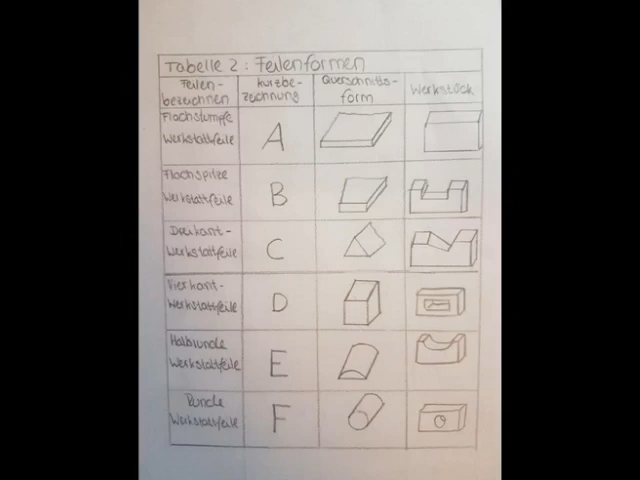 Tabelle 2: Feilenformen
Feilen-
bezeichnen
kurzbe-
zeichnung
Querschnitts-
form
Werkstück
Flachstumpfe
Werkstattfeile
A
Flachspitze
Werkstattfeile
B
Dreikant-
Werkstattfeile
C
Vierkant-
Werkstattfeile
D
Halbrunde
Werkstattfeile
E
Runde
Werkstattfeile
F